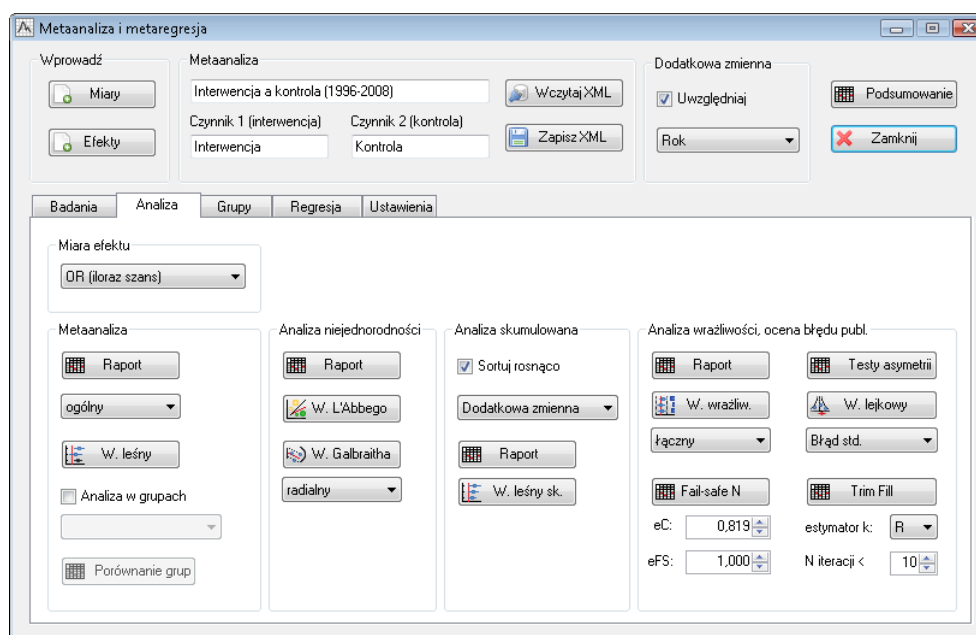 Metaanaliza i metaregresja
Wprowadź
Miary
Efekty
Metaanaliza
Interwencja a kontrola (1996-2008)
Wczytaj XML
Czynnik 1 (interwencja)
Czynnik 2 (kontrola)
Interwencja
Kontrola
Zapisz XML
Dodatkowa zmienna
Uwzględniaj
Rok
Podsumowanie
Zamknij
Badania
Analiza
Grupy
Regresja
Ustawienia
Miara efektu
OR (iloraz szans)
Metaanaliza
Raport
ogólny
W. leśny
Analiza w grupach
Porównanie grup
Analiza niejednorodności
Raport
W. L'Abbego
W. Galbraitha
radialny
Analiza skumulowana
Sortuj rosnąco
Dodatkowa zmienna
Raport
W. leśny sk.
Analiza wrażliwości, ocena błędu publ.
Raport
Testy asymetrii
W. wrażliw.
W. lejkowy
łączny
Błąd std.
Fail-safe N
Trim Fill
eC:
0,819
estymator k:
R
eFS:
1,000
N iteracji <
10